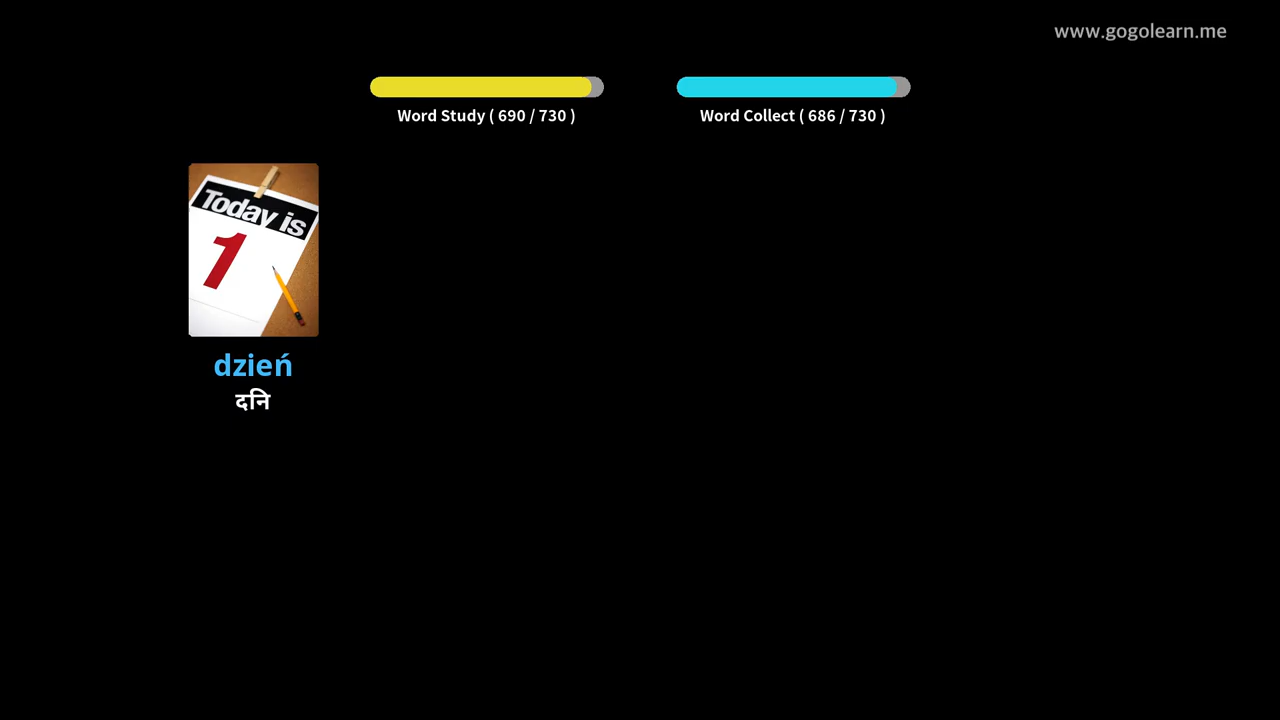 www.gogolearn.me
Word Study ( 690 / 730 )
Word Collect ( 686 / 730 )
Today is
1
dzień
दनि